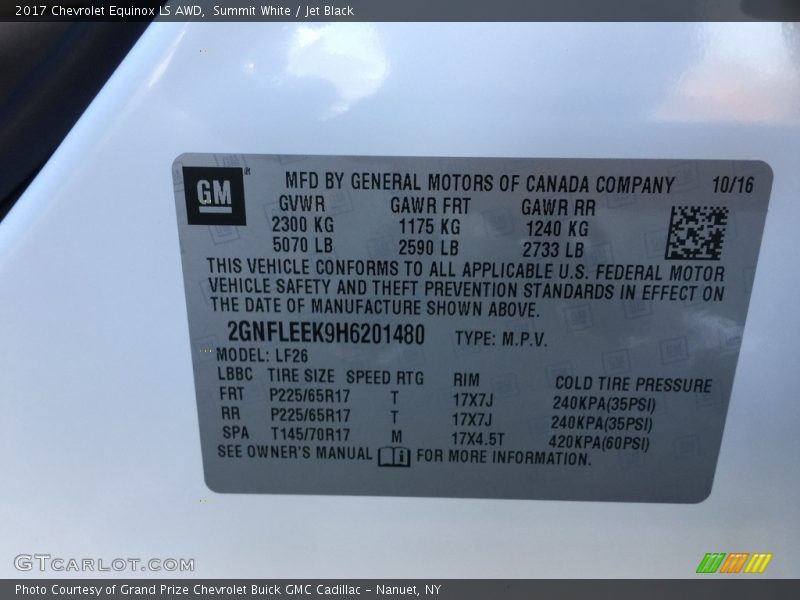 2017 Chevrolet Equinox LS AWD, Summit White / Jet Black
GM
MFD BY GENERAL MOTORS OF CANADA COMPANY 10/16
GVWR GAWR FRT GAWR RR
2300 KG 1175 KG 1240 KG
5070 LB 2590 LB 2733 LB
THIS VEHICLE CONFORMS TO ALL APPLICABLE U.S. FEDERAL MOTOR
VEHICLE SAFETY AND THEFT PREVENTION STANDARDS IN EFFECT ON
THE DATE OF MANUFACTURE SHOWN ABOVE.
2GNFLEEK9H6201480 TYPE: M.P.V.
MODEL: LF26
LBBC TIRE SIZE SPEED RTG RIM COLD TIRE PRESSURE
FRT P225/65R17 T 17X7J 240KPA(35PSI)
RR P225/65R17 T 17X7J 240KPA(35PSI)
SPA T145/70R17 M 17X4.5T 420KPA(60PSI)
SEE OWNER'S MANUAL FOR MORE INFORMATION.
GTCARLOT.COM
Photo Courtesy of Grand Prize Chevrolet Buick GMC Cadillac - Nanuet, NY